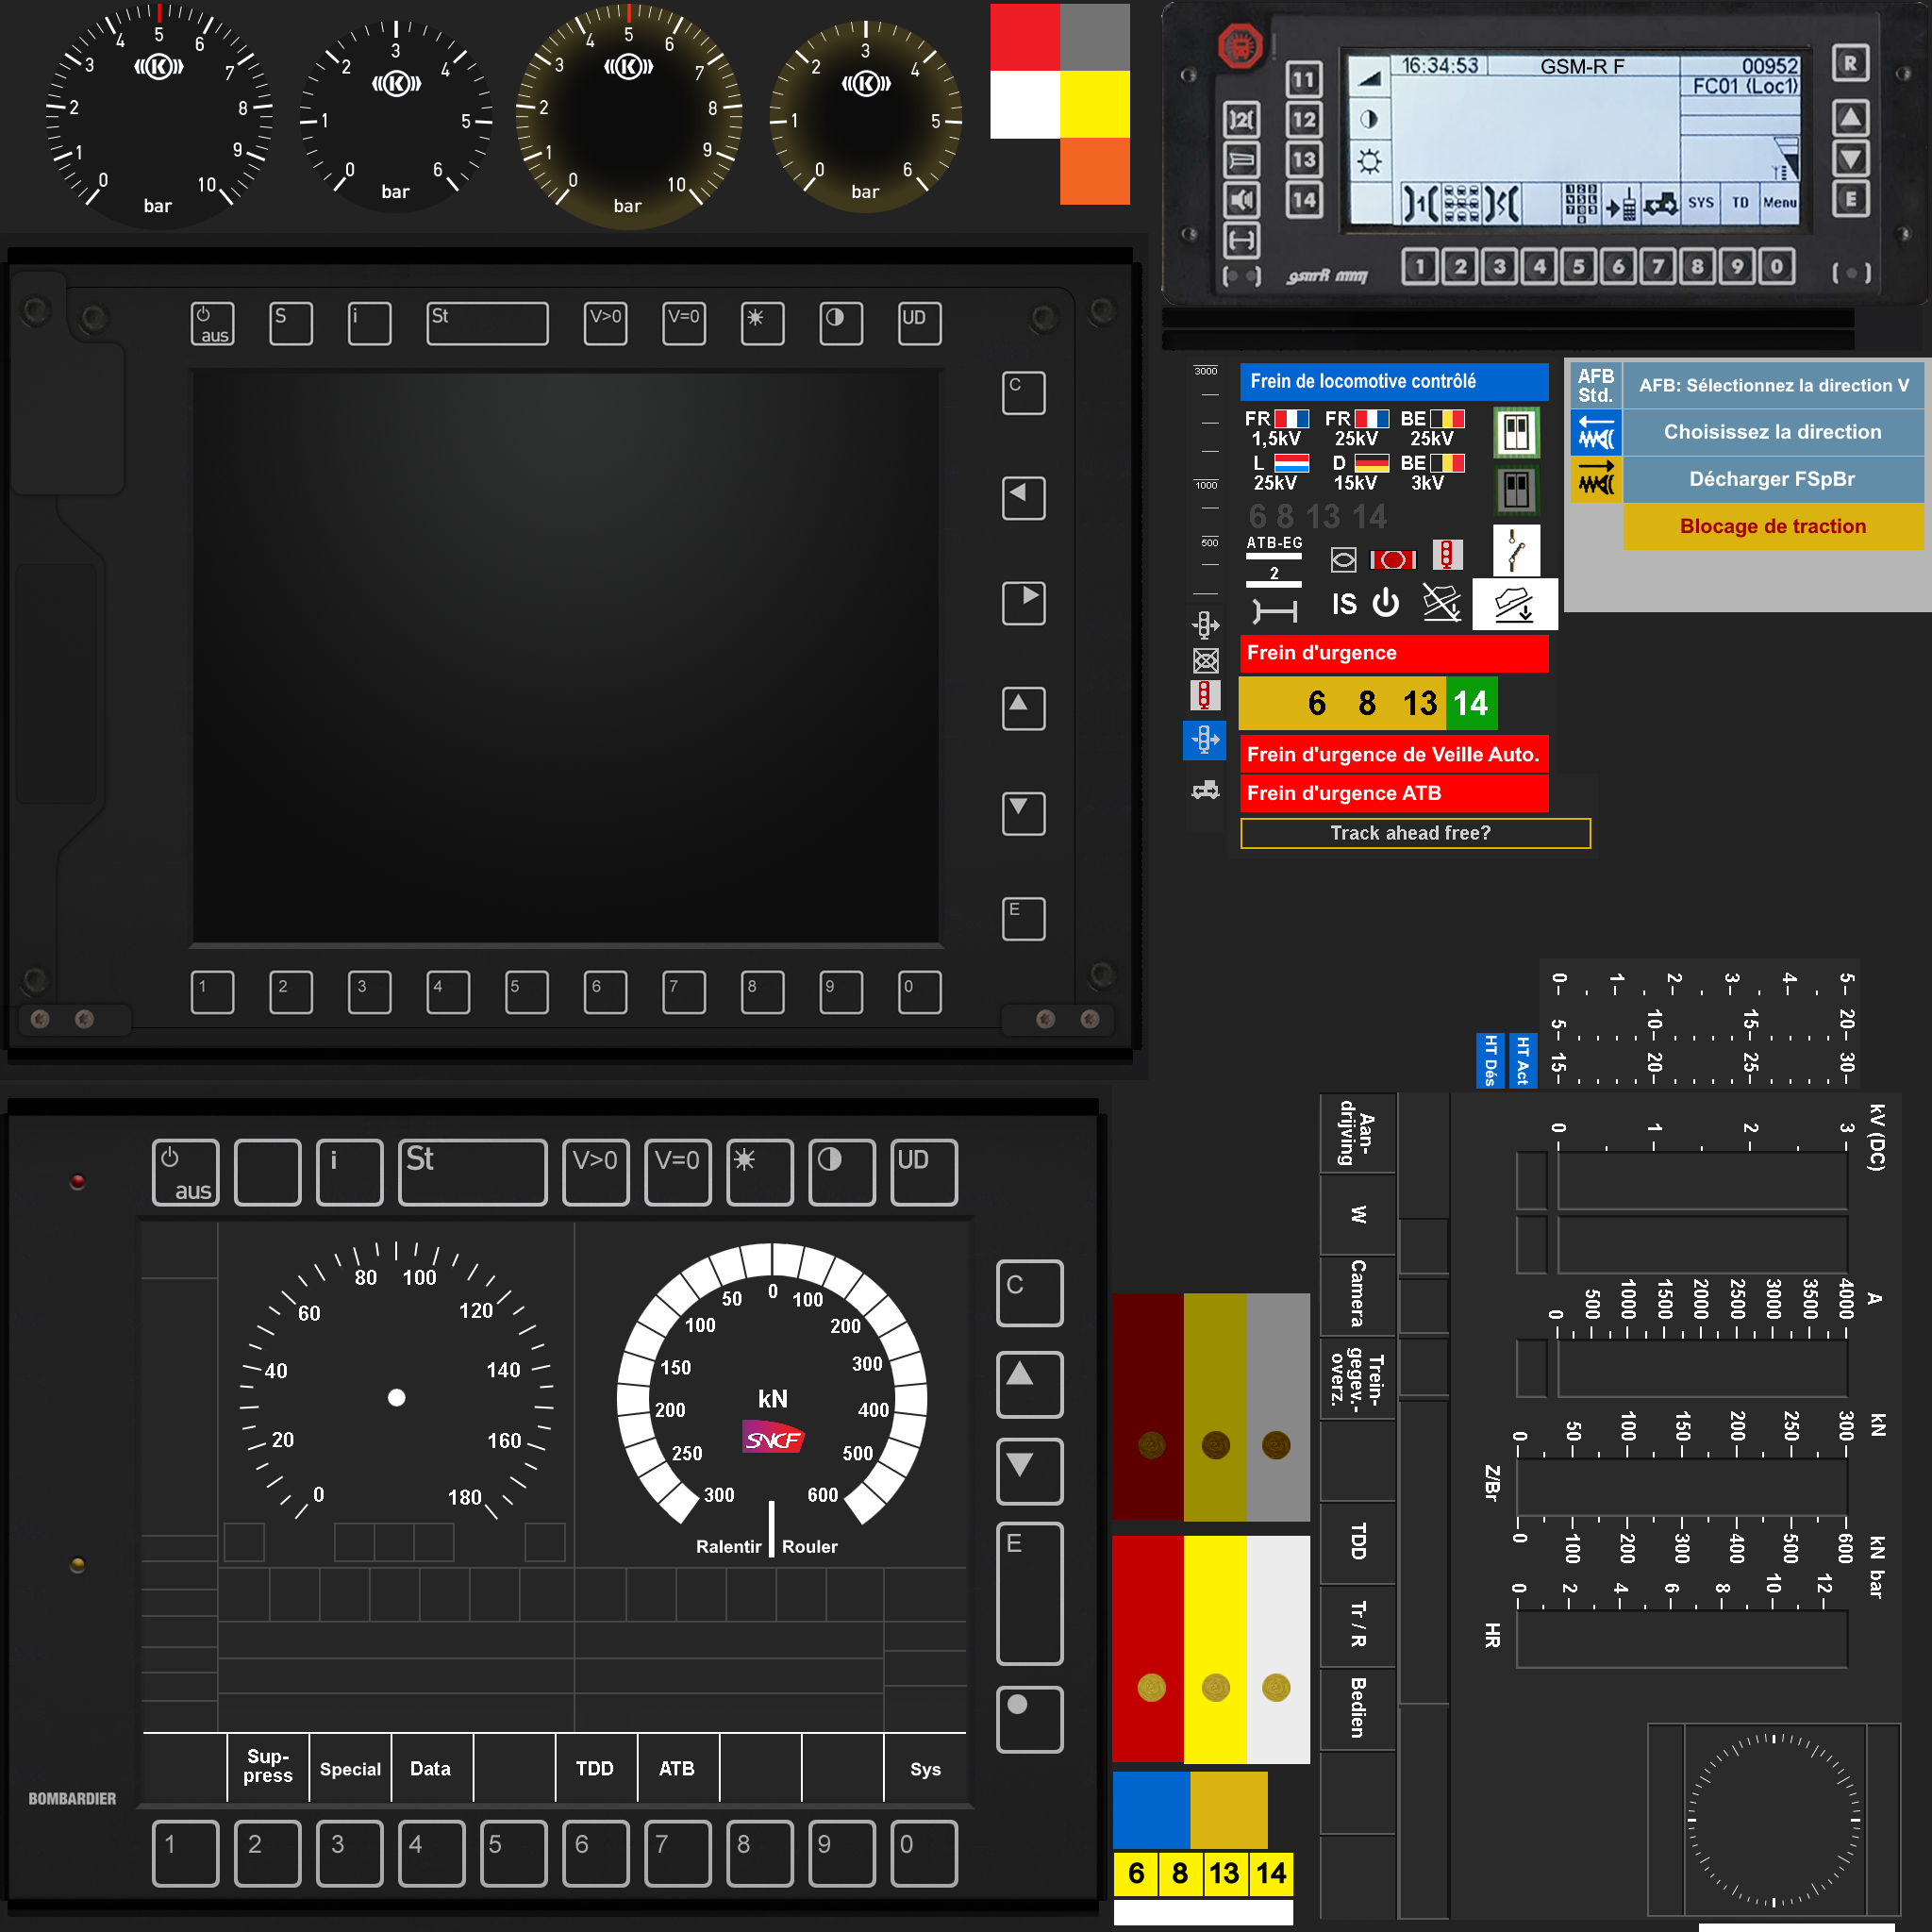 0 1 2 3 4 5 6 7 8 9 10
bar
0 1 2 3 4 5 6
bar
0 1 2 3 4 5 6 7 8 9 10
bar
0 1 2 3 4 5 6
bar
16:34:53 GSM-R F 00952
FC01 (Loc1)
11
12
13
14
R
E
SYS TD Menu
1 2 3 4 5 6 7 8 9 0
gsmR mmj
aus S i St V>0 V=0 UD
C
E
1 2 3 4 5 6 7 8 9 0
3000
1000
500
Frein de locomotive contrôlé
FR FR BE
1,5kV 25kV 25kV
L D BE
25kV 15kV 3kV
6 8 13 14
ATB-EG
2
IS
Frein d'urgence
6 8 13 14
Frein d'urgence de Veille Auto.
Frein d'urgence ATB
Track ahead free?
AFB Std.
AFB: Sélectionnez la direction V
Choisissez la direction
Décharger FSpBr
Blocage de traction
0 1 2 3 4 5
5 10 15 20
15 20 25 30
HT Dés
HT Act
kV (DC)
0 1 2 3
A
0 500 1000 1500 2000 2500 3000 3500 4000
kN
0 50 100 150 200 250 300
Z/Br
0 100 200 300 400 500 600
kN bar
0 2 4 6 8 10 12
HR
Aan-
drijving
W
Camera
Trein-
gegev.-
overz.
TDD
Tr / R
Bedien
aus i St V>0 V=0 UD
0 20 40 60 80 100 120 140 160 180
300 250 200 150 100 50 0 100 200 300 400 500 600
kN
SNCF
Ralentir Rouler
C
E
Sup-
press
Special
Data
TDD
ATB
Sys
BOMBARDIER
1 2 3 4 5 6 7 8 9 0
6 8 13 14